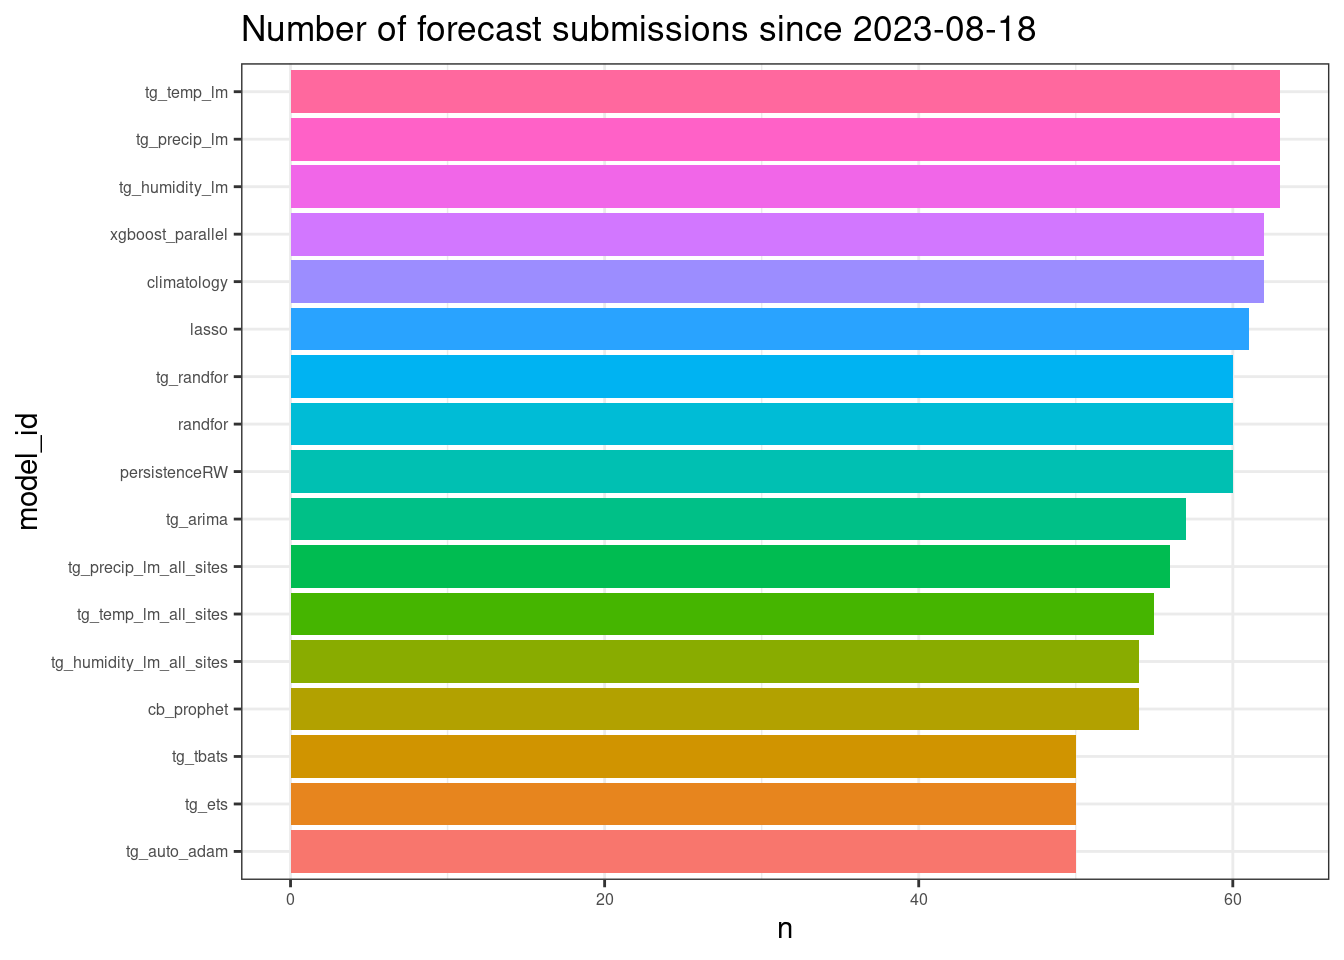 Number of forecast submissions since 2023-08-18
model_id
tg_temp_lm
tg_precip_lm
tg_humidity_lm
xgboost_parallel
climatology
lasso
tg_randfor
randfor
persistenceRW
tg_arima
tg_precip_lm_all_sites
tg_temp_lm_all_sites
tg_humidity_lm_all_sites
cb_prophet
tg_tbats
tg_ets
tg_auto_adam
0 20 40 60
n